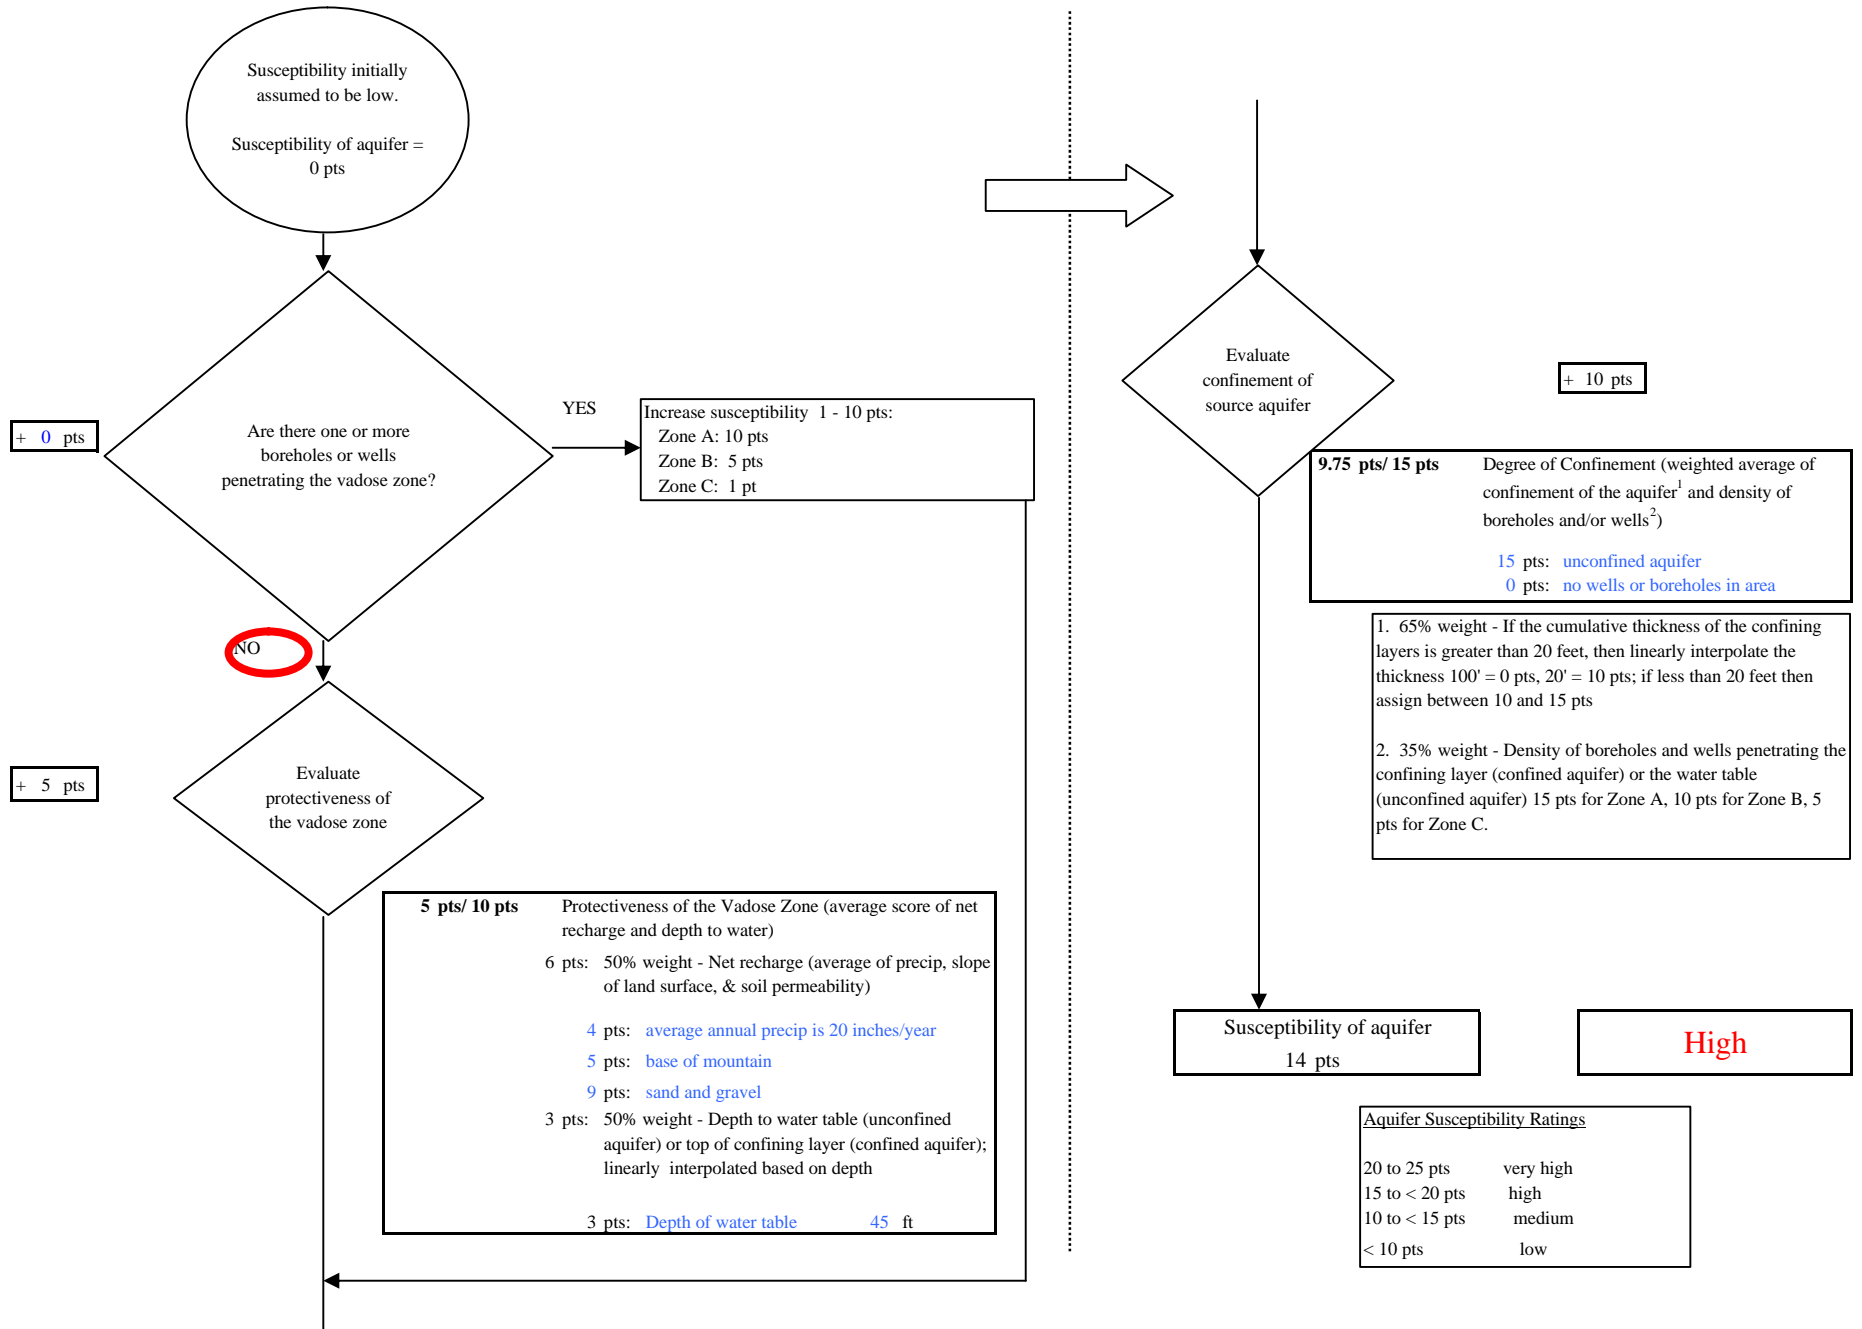 Susceptibility initially
assumed to be low.
Susceptibility of aquifer =
0 pts
+ 0 pts
Are there one or more
boreholes or wells
penetrating the vadose zone?
YES
Increase susceptibility 1 - 10 pts:
Zone A: 10 pts
Zone B: 5 pts
Zone C: 1 pt
NO
+ 5 pts
Evaluate
protectiveness of
the vadose zone
5 pts/ 10 pts Protectiveness of the Vadose Zone (average score of net
recharge and depth to water)
6 pts: 50% weight - Net recharge (average of precip, slope
of land surface, & soil permeability)
4 pts: average annual precip is 20 inches/year
5 pts: base of mountain
9 pts: sand and gravel
3 pts: 50% weight - Depth to water table (unconfined
aquifer) or top of confining layer (confined aquifer);
linearly interpolated based on depth
3 pts: Depth of water table 45 ft
Evaluate
confinement of
source aquifer
+ 10 pts
9.75 pts/ 15 pts Degree of Confinement (weighted average of
confinement of the aquifer1 and density of
boreholes and/or wells2)
15 pts: unconfined aquifer
0 pts: no wells or boreholes in area
1. 65% weight - If the cumulative thickness of the confining
layers is greater than 20 feet, then linearly interpolate the
thickness 100' = 0 pts, 20' = 10 pts; if less than 20 feet then
assign between 10 and 15 pts
2. 35% weight - Density of boreholes and wells penetrating the
confining layer (confined aquifer) or the water table
(unconfined aquifer) 15 pts for Zone A, 10 pts for Zone B, 5
pts for Zone C.
Susceptibility of aquifer
14 pts
High
Aquifer Susceptibility Ratings
20 to 25 pts very high
15 to < 20 pts high
10 to < 15 pts medium
< 10 pts low